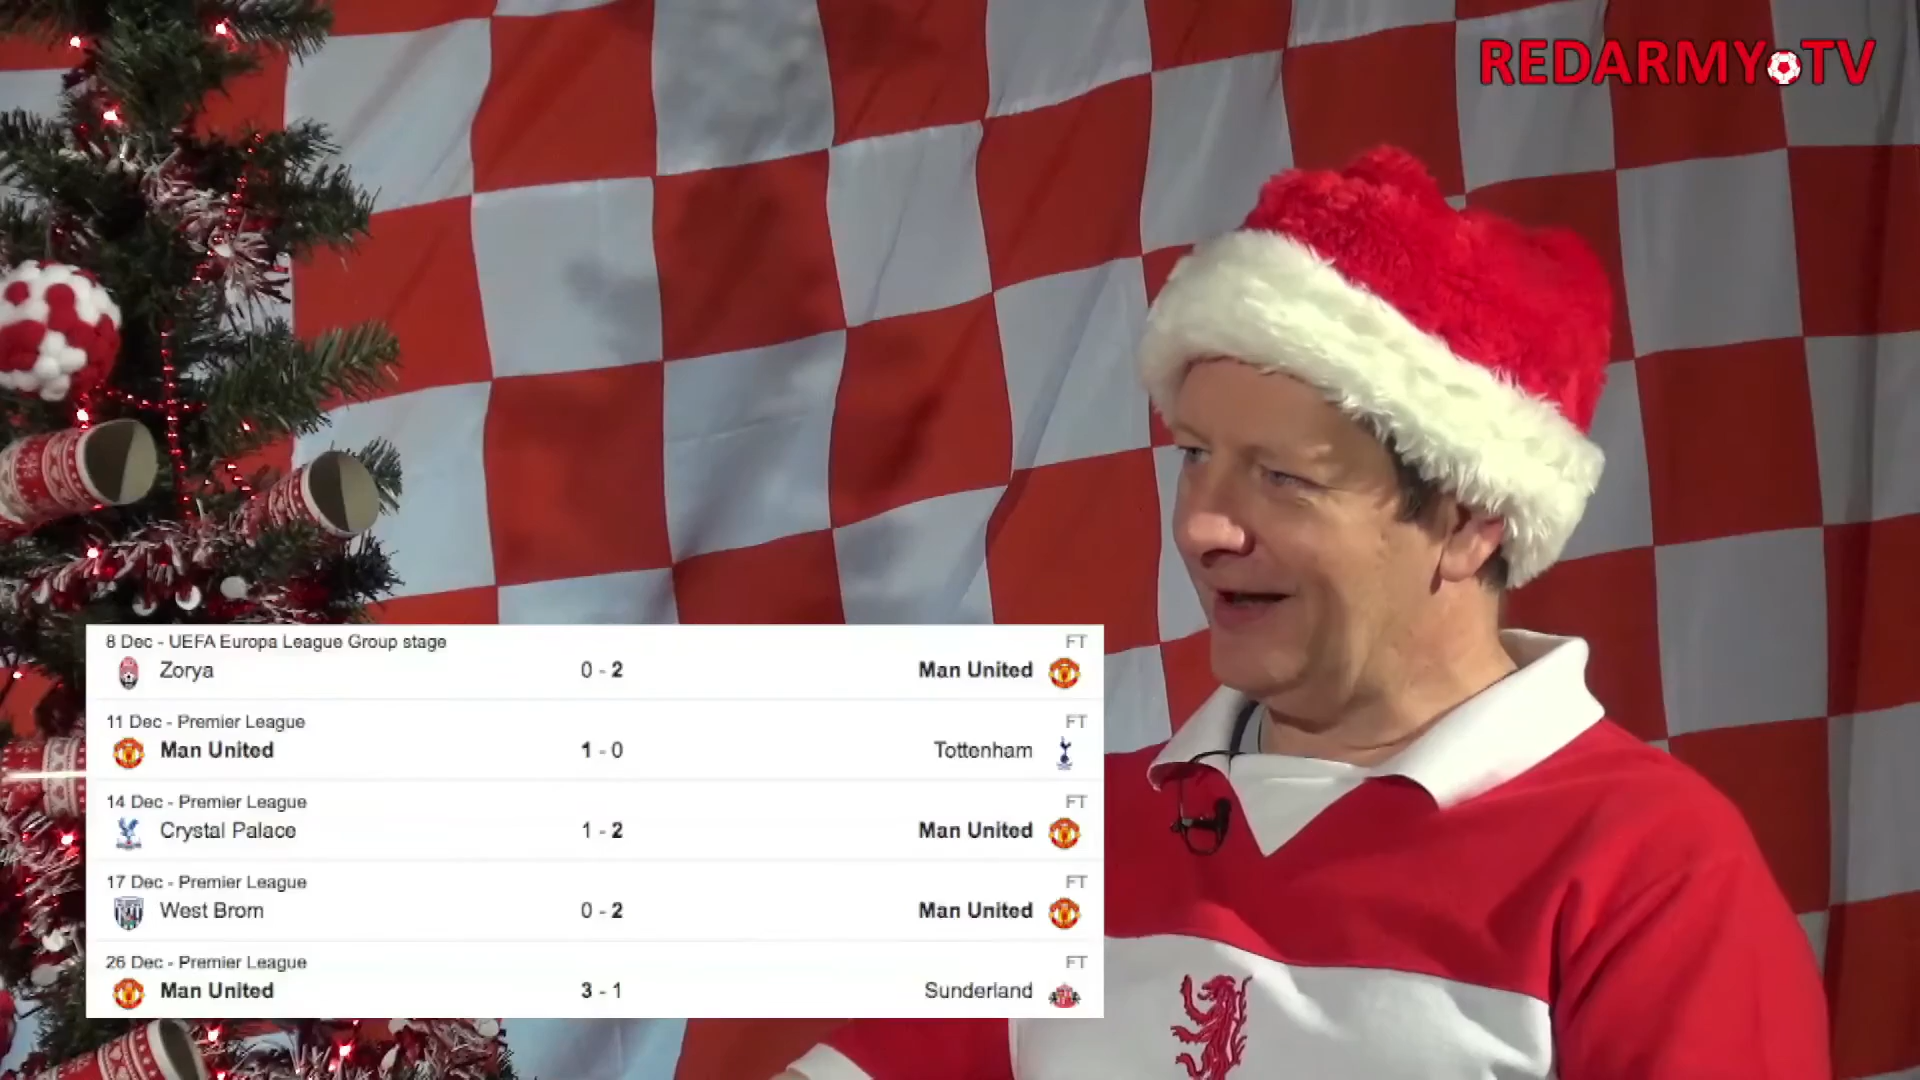 REDARMY TV
8 Dec - UEFA Europa League Group stage FT
Zorya 0 - 2 Man United
11 Dec - Premier League FT
Man United 1 - 0 Tottenham
14 Dec - Premier League FT
Crystal Palace 1 - 2 Man United
17 Dec - Premier League FT
West Brom 0 - 2 Man United
26 Dec - Premier League FT
Man United 3 - 1 Sunderland